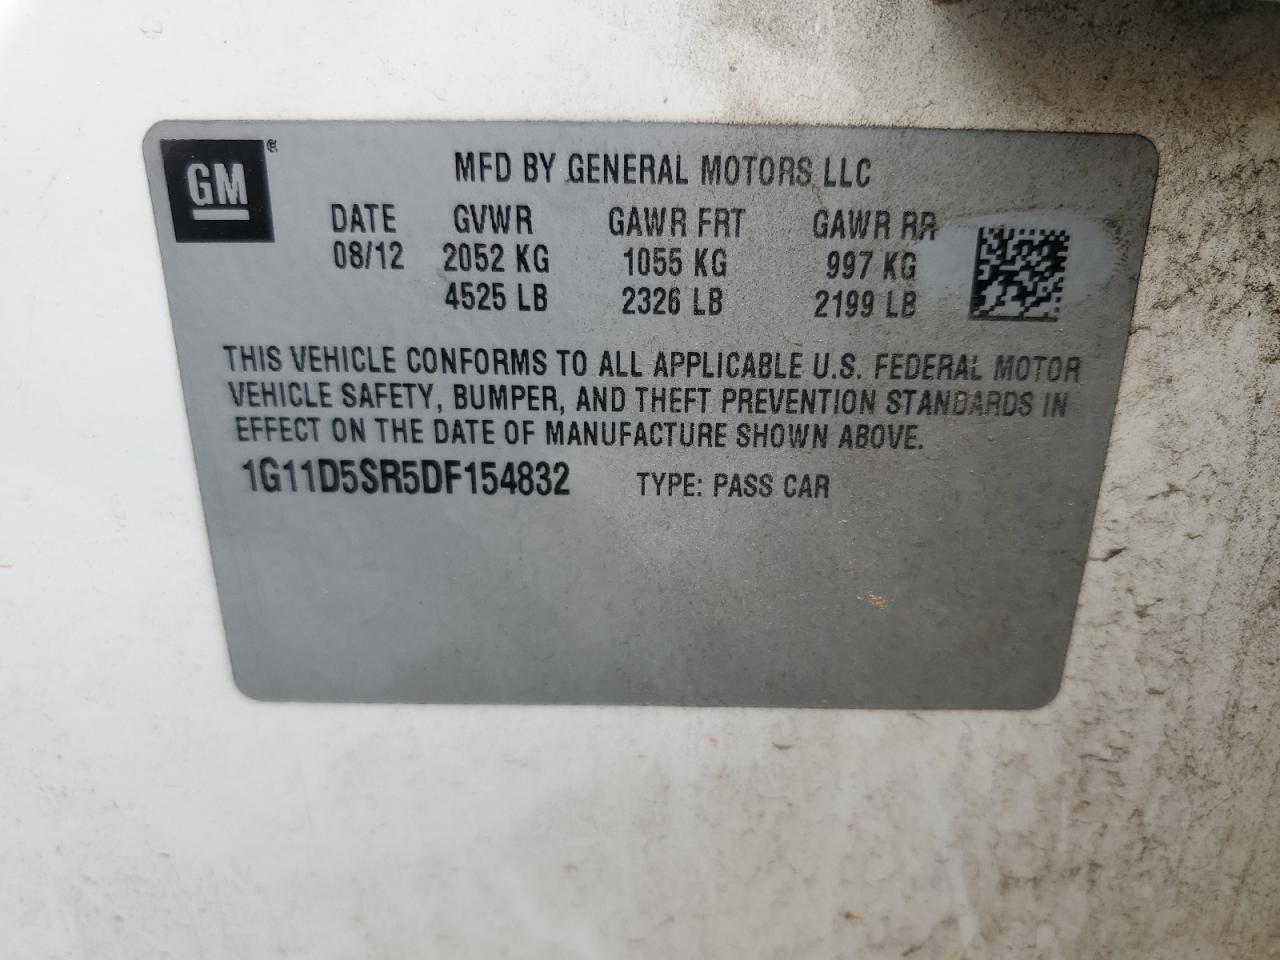 GM®
MFD BY GENERAL MOTORS LLC
DATE GVWR GAWR FRT GAWR RR
08/12 2052 KG 1055 KG 997 KG
4525 LB 2326 LB 2199 LB
THIS VEHICLE CONFORMS TO ALL APPLICABLE U.S. FEDERAL MOTOR
VEHICLE SAFETY, BUMPER, AND THEFT PREVENTION STANDARDS IN
EFFECT ON THE DATE OF MANUFACTURE SHOWN ABOVE.
1G11D5SR5DF154832 TYPE: PASS CAR